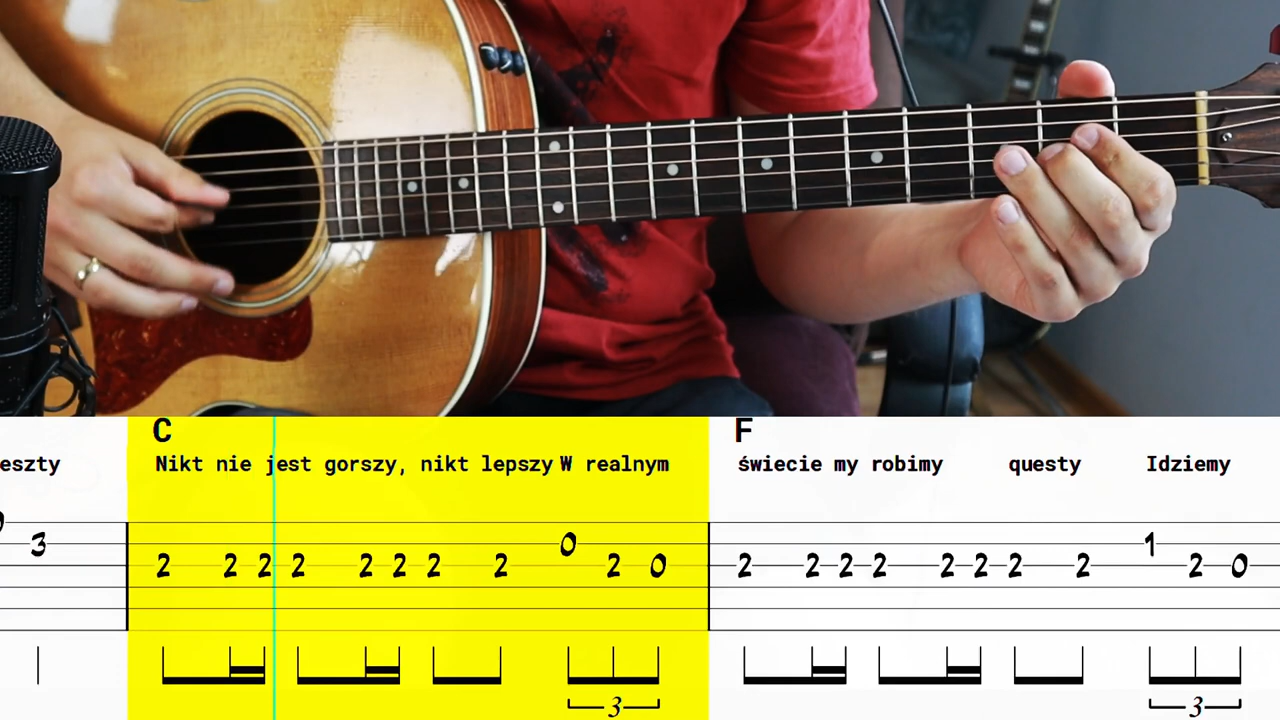 C F
eszty Nikt nie jest gorszy, nikt lepszy W realnym świecie my robimy questy Idziemy
0 1
3
2 2 2 2 2 2 2 2 2 0 2 2 2 2 2 2 2 2 2 0
3 3